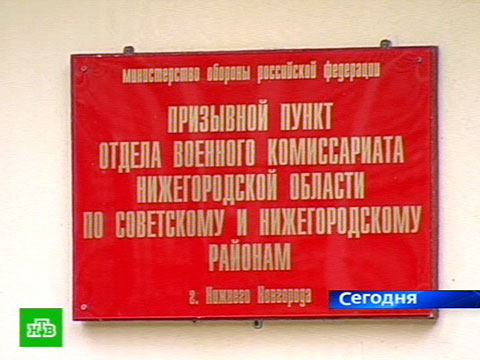 министерство обороны российской федерации
ПРИЗЫВНОЙ ПУНКТ
ОТДЕЛА ВОЕННОГО КОМИССАРИАТА
НИЖЕГОРОДСКОЙ ОБЛАСТИ
ПО СОВЕТСКОМУ И НИЖЕГОРОДСКОМУ
РАЙОНАМ
г. Нижнего Новгорода
Сегодня
НТВ